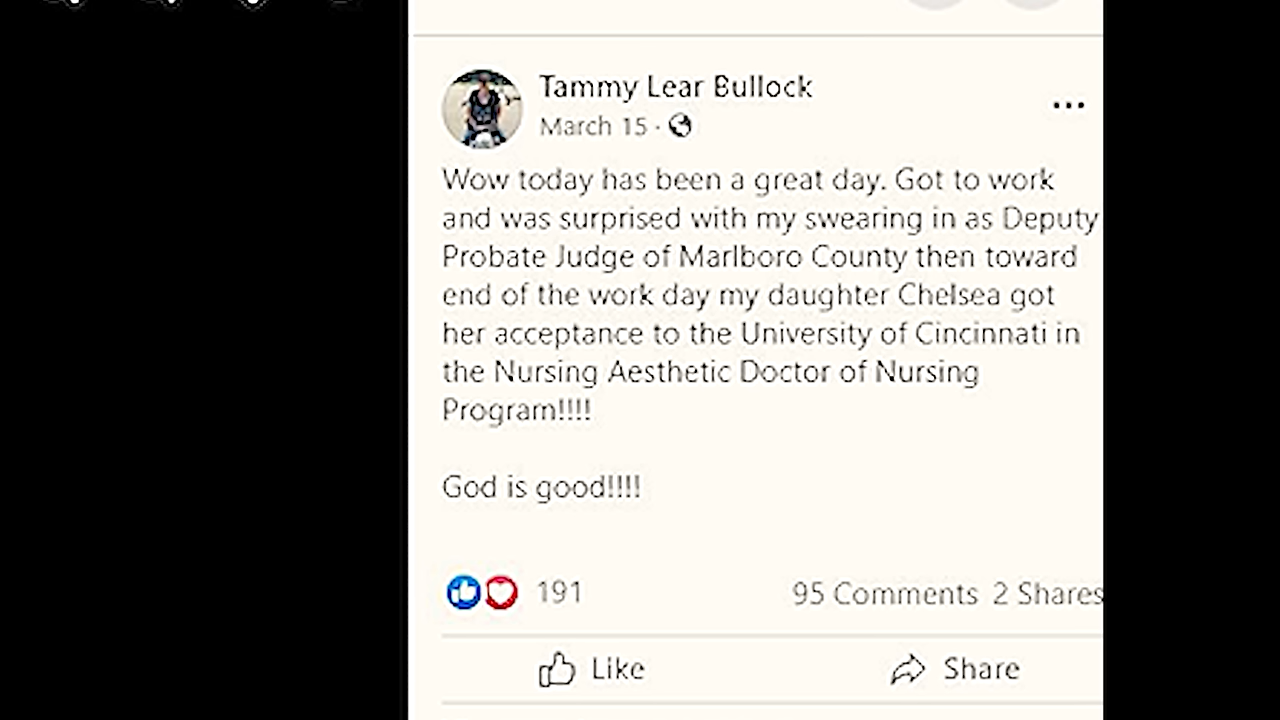 Tammy Lear Bullock
March 15 ·
Wow today has been a great day. Got to work
and was surprised with my swearing in as Deputy
Probate Judge of Marlboro County then toward
end of the work day my daughter Chelsea got
her acceptance to the University of Cincinnati in
the Nursing Aesthetic Doctor of Nursing
Program!!!!
God is good!!!!
191 95 Comments 2 Shares
Like Share